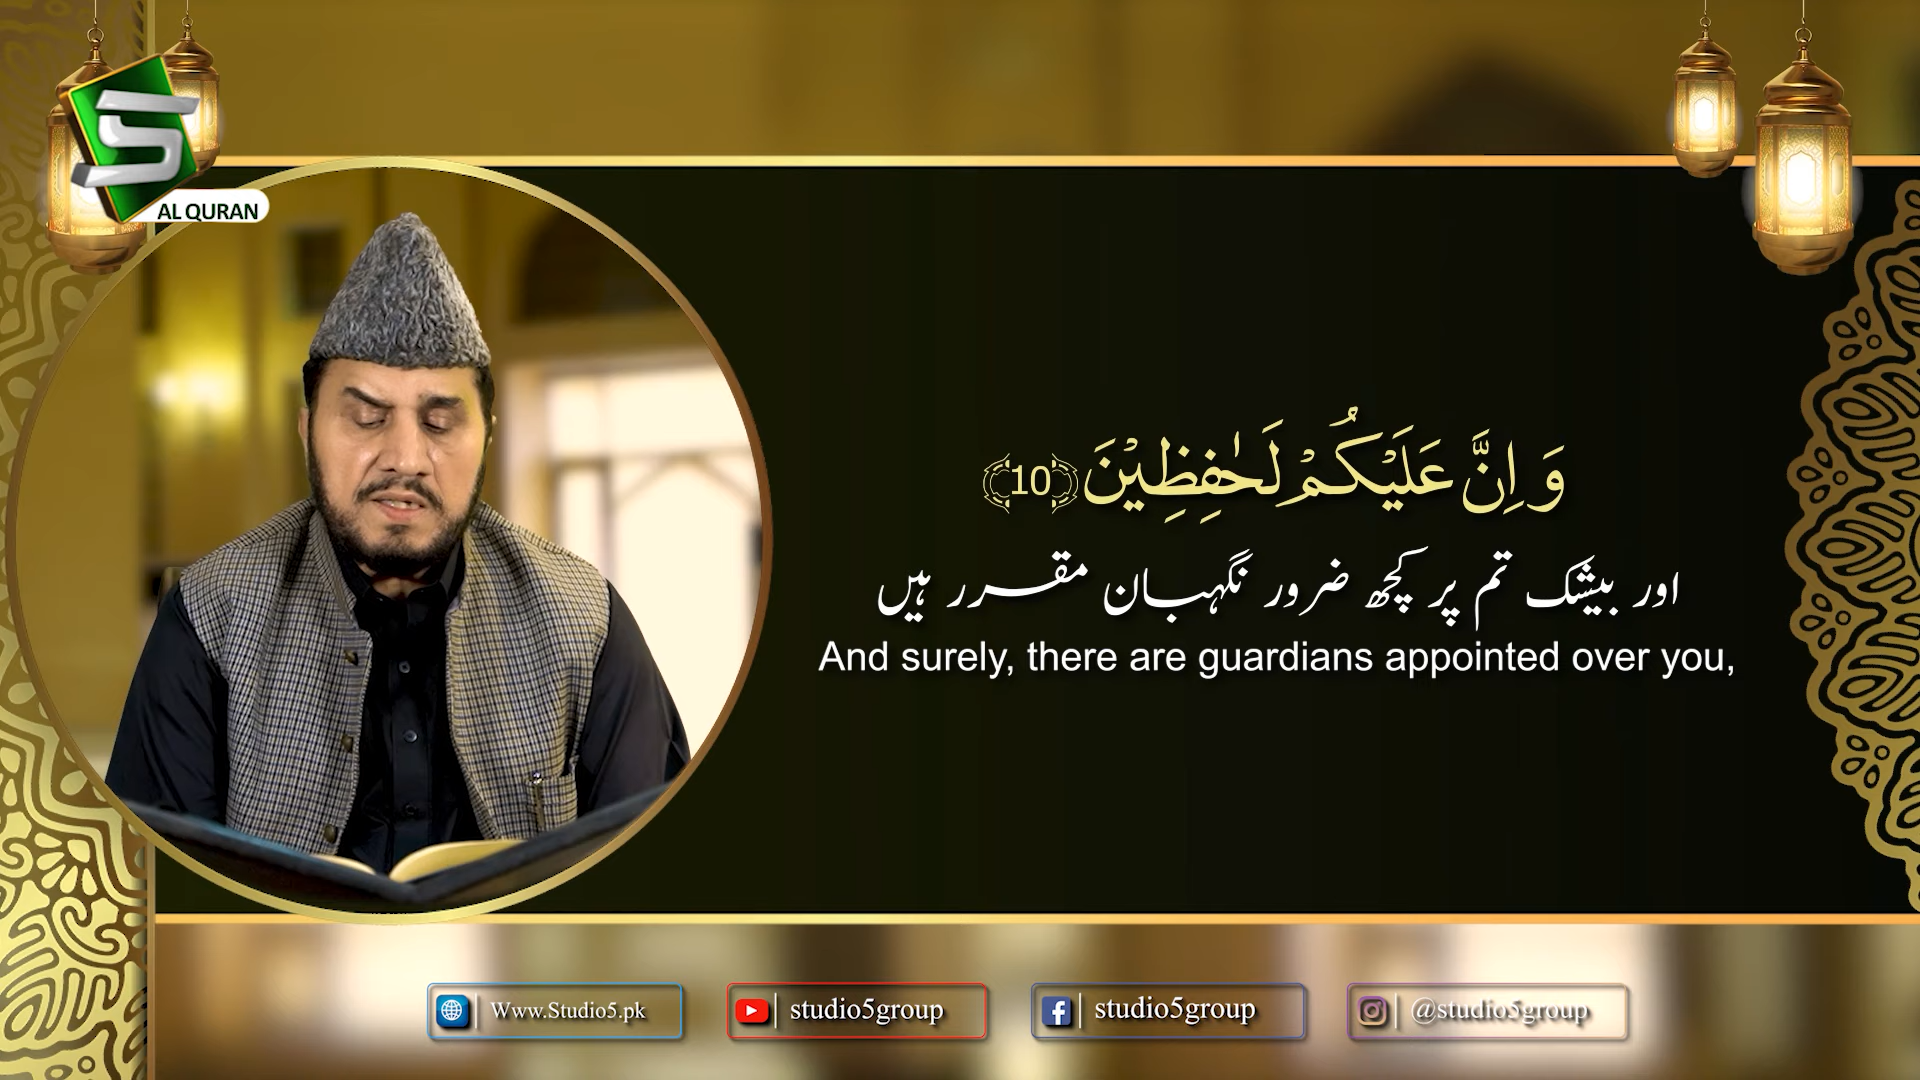 AL QURAN
وَ اِنَّ عَلَیْكُمْ لَحٰفِظِیْنَ ﴿10﴾
اور بیشک تم پر کچھ ضرور نگہبان مقرر ہیں
And surely, there are guardians appointed over you,
Www.Studio5.pk
studio5group
studio5group
@studio5group